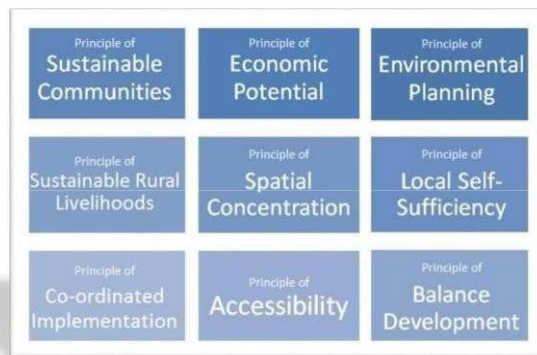 Principle of
Sustainable
Communities
Principle of
Economic
Potential
Principle of
Environmental
Planning
Principle of
Sustainable Rural
Livelihoods
Principle of
Spatial
Concentration
Principle of
Local Self-
Sufficiency
Principle of
Co-ordinated
Implementation
Principle of
Accessibility
Principle of
Balance
Development